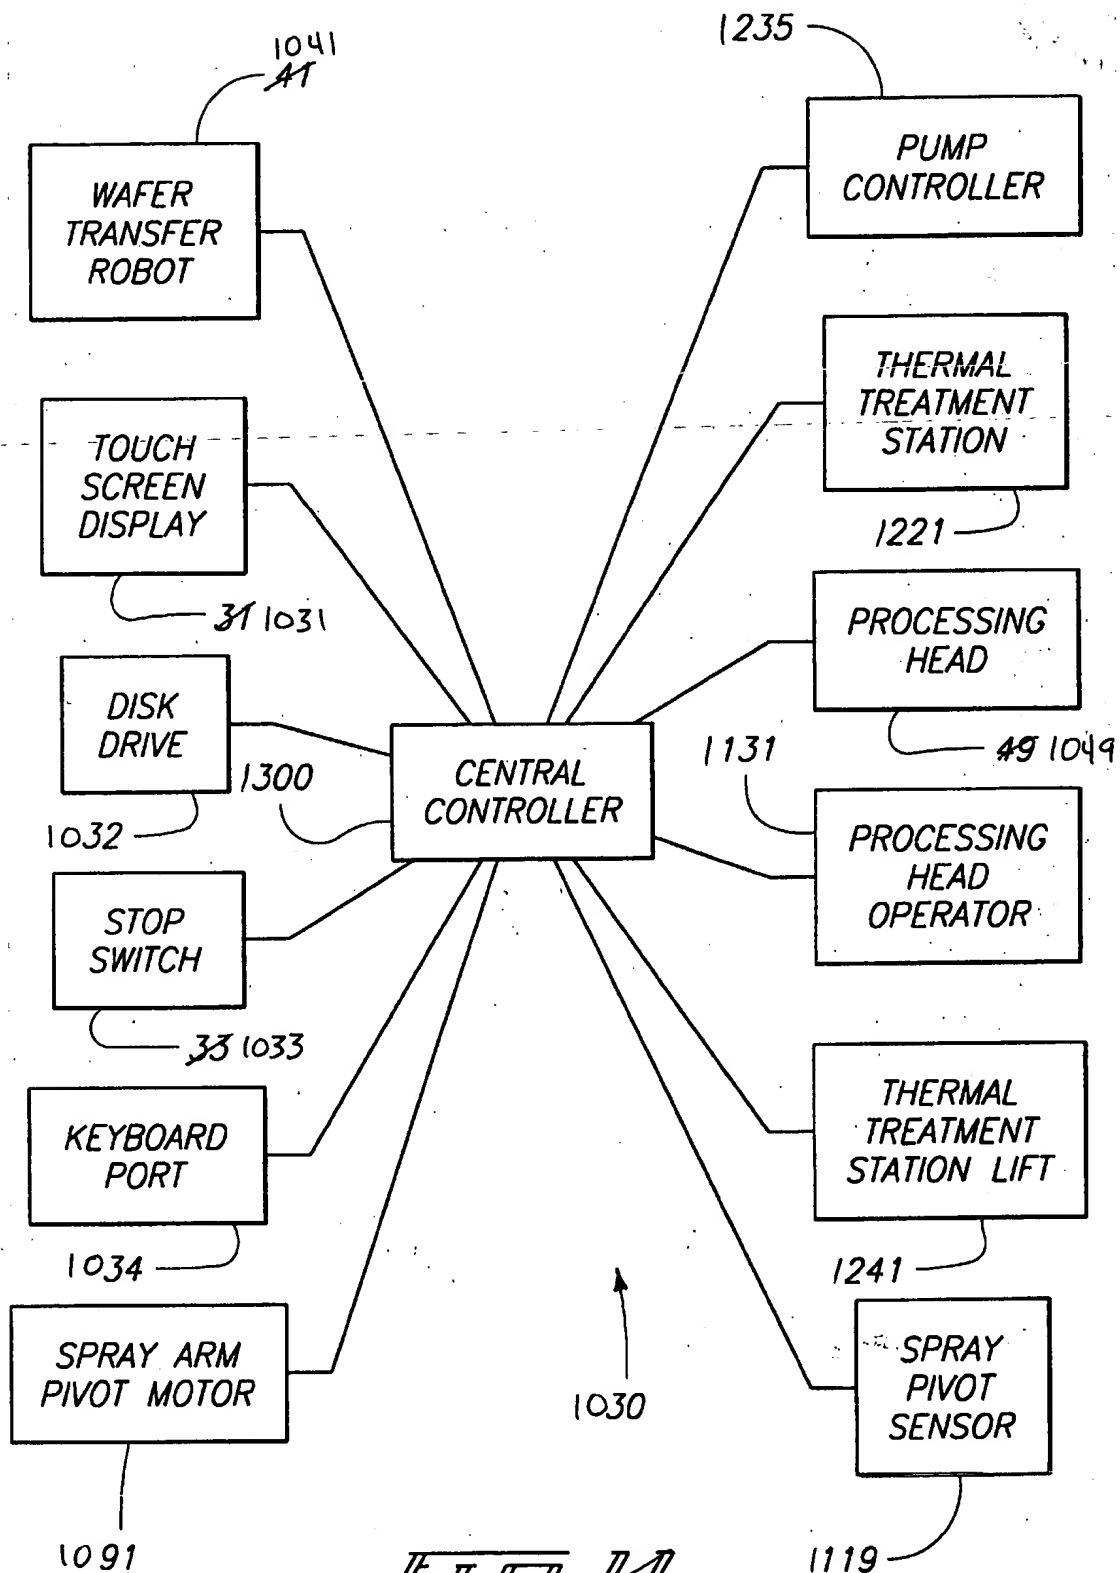 1041
41
WAFER
TRANSFER
ROBOT
TOUCH
SCREEN
DISPLAY
31 1031
DISK
DRIVE
1032
1300
STOP
SWITCH
33 1033
KEYBOARD
PORT
1034
SPRAY ARM
PIVOT MOTOR
1091
CENTRAL
CONTROLLER
1235
PUMP
CONTROLLER
THERMAL
TREATMENT
STATION
1221
PROCESSING
HEAD
49 1049
1131
PROCESSING
HEAD
OPERATOR
THERMAL
TREATMENT
STATION LIFT
1241
SPRAY
PIVOT
SENSOR
1119
1030